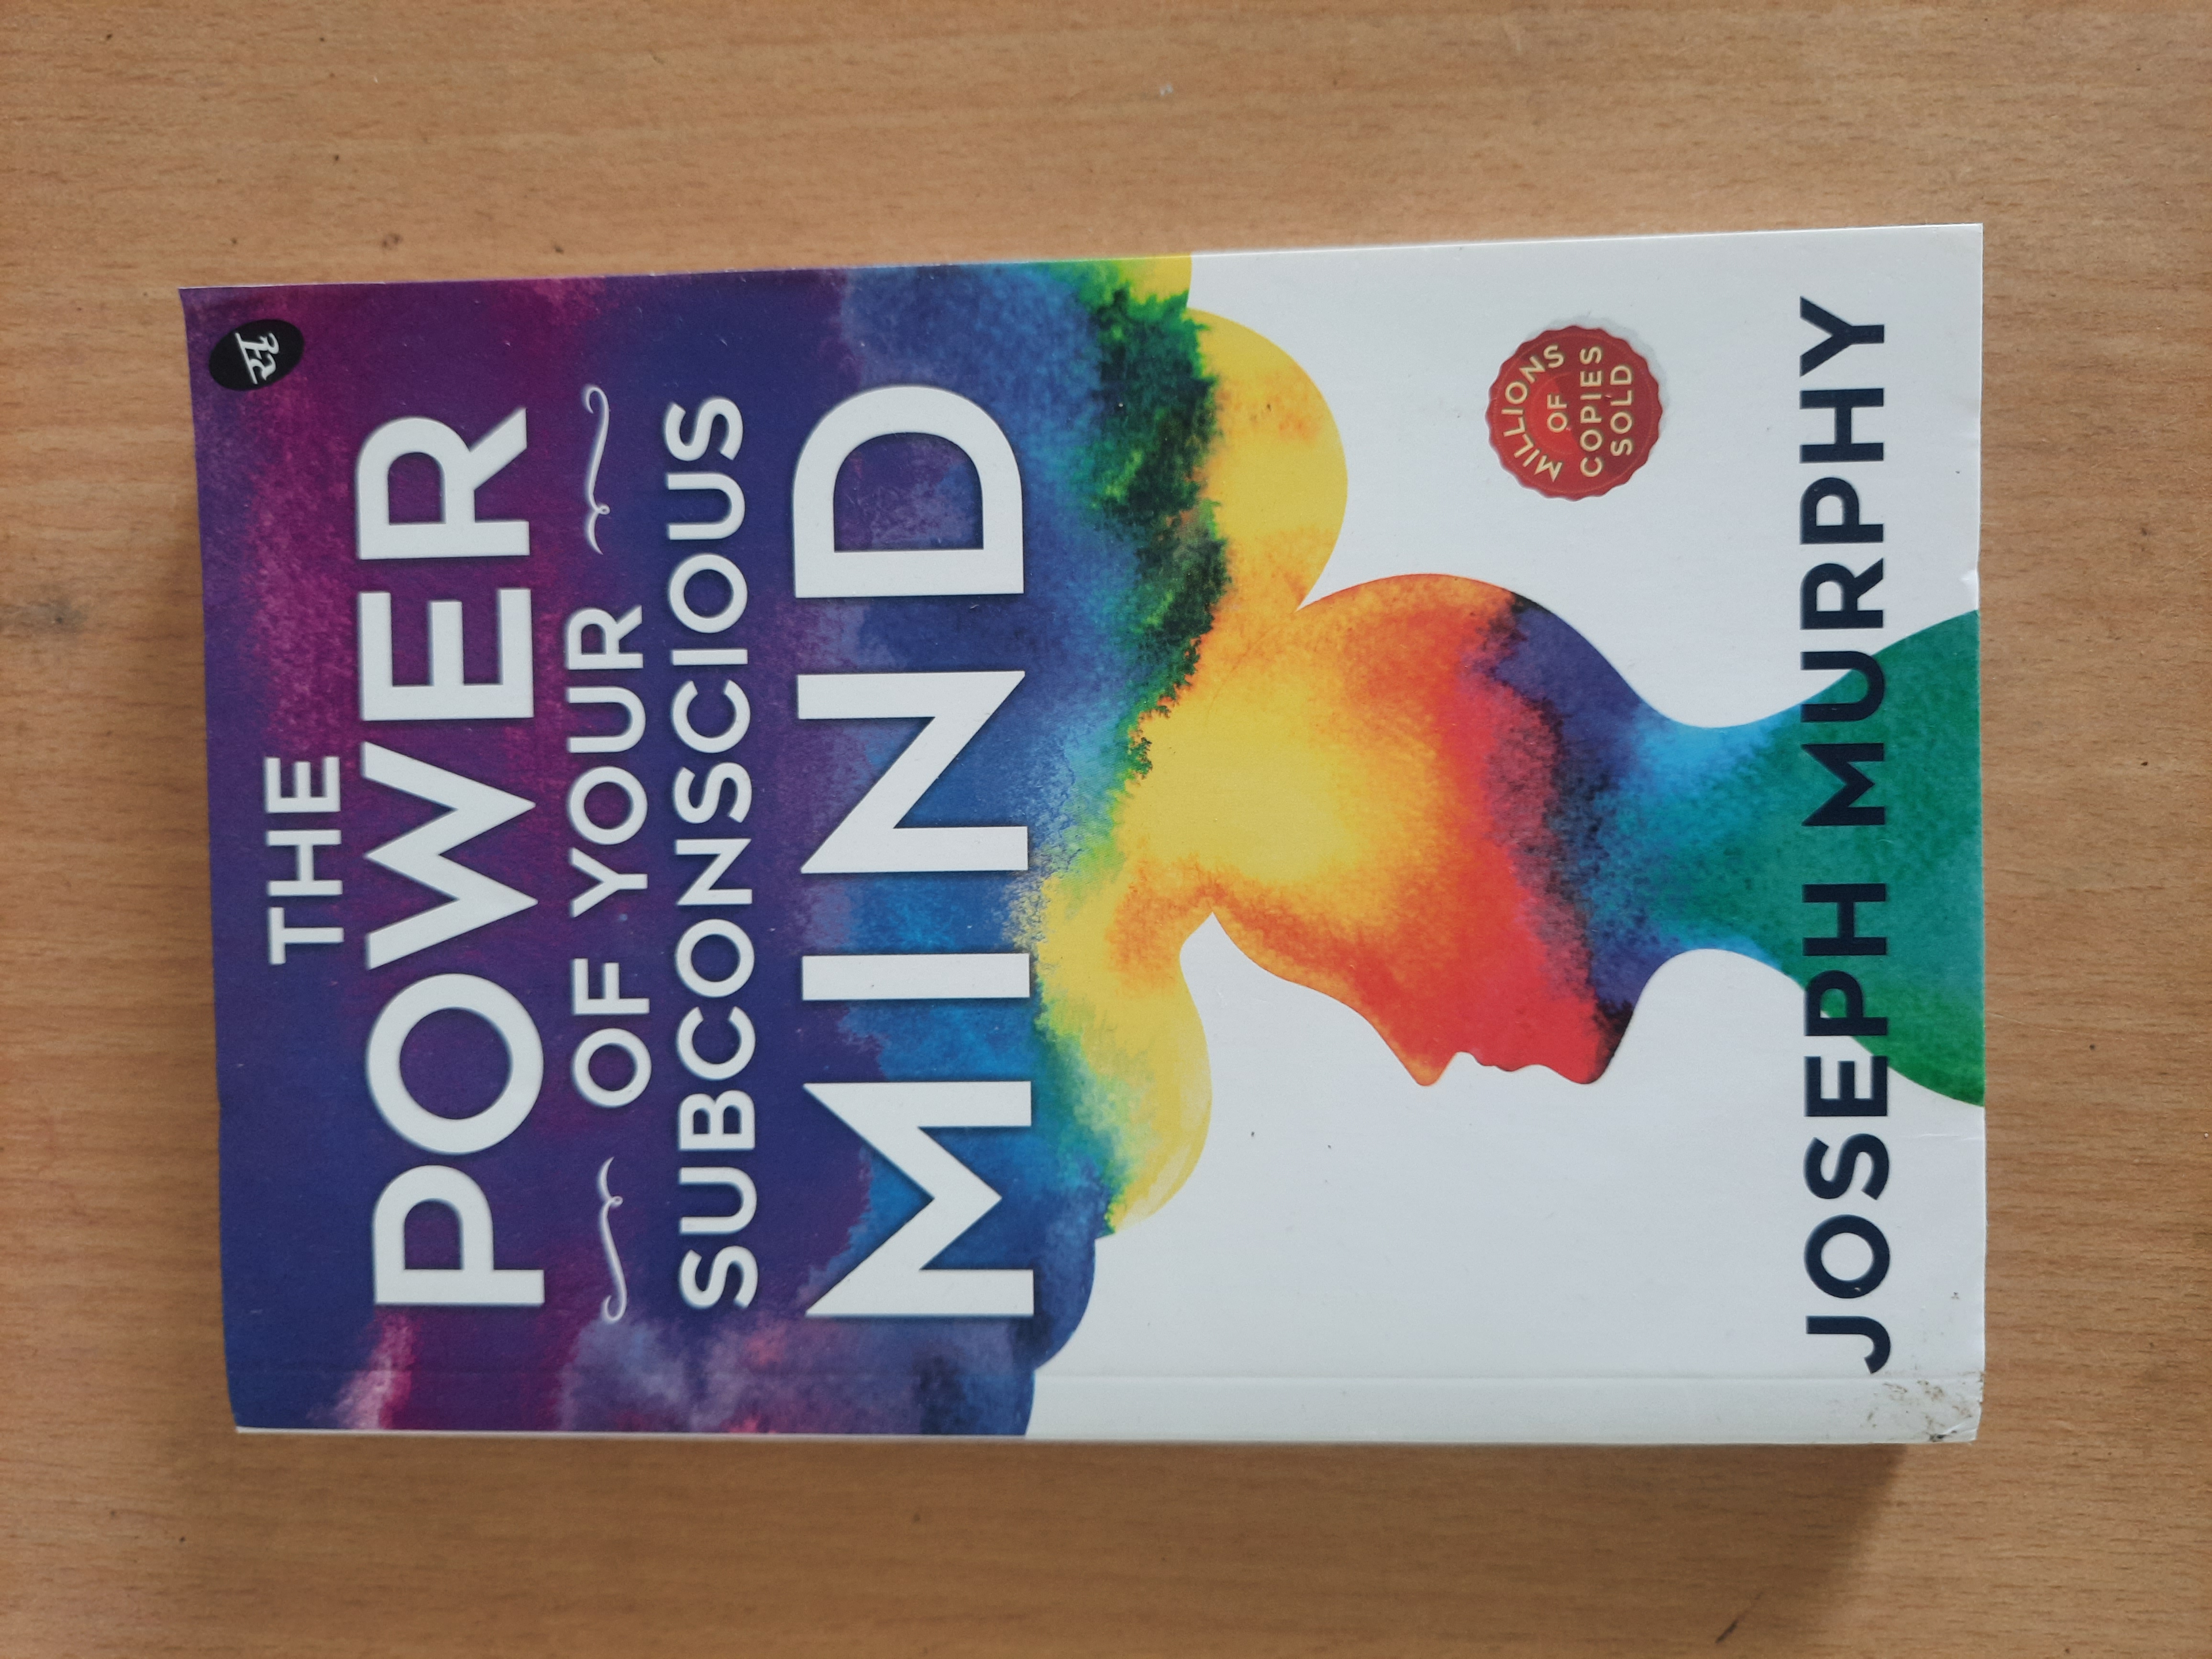 सृ
THE
POWER
OF YOUR
SUBCONSCIOUS
MIND
MILLIONS
OF
COPIES
SOLD
JOSEPH MURPHY